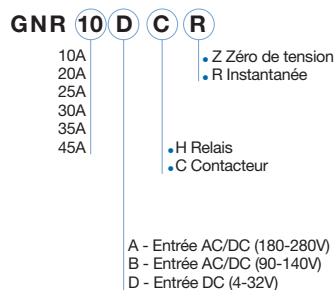 GNR 10 D C R
10A
20A
25A
30A
35A
45A
• Z Zéro de tension
• R Instantanée
• H Relais
• C Contacteur
A - Entrée AC/DC (180-280V)
B - Entrée AC/DC (90-140V)
D - Entrée DC (4-32V)